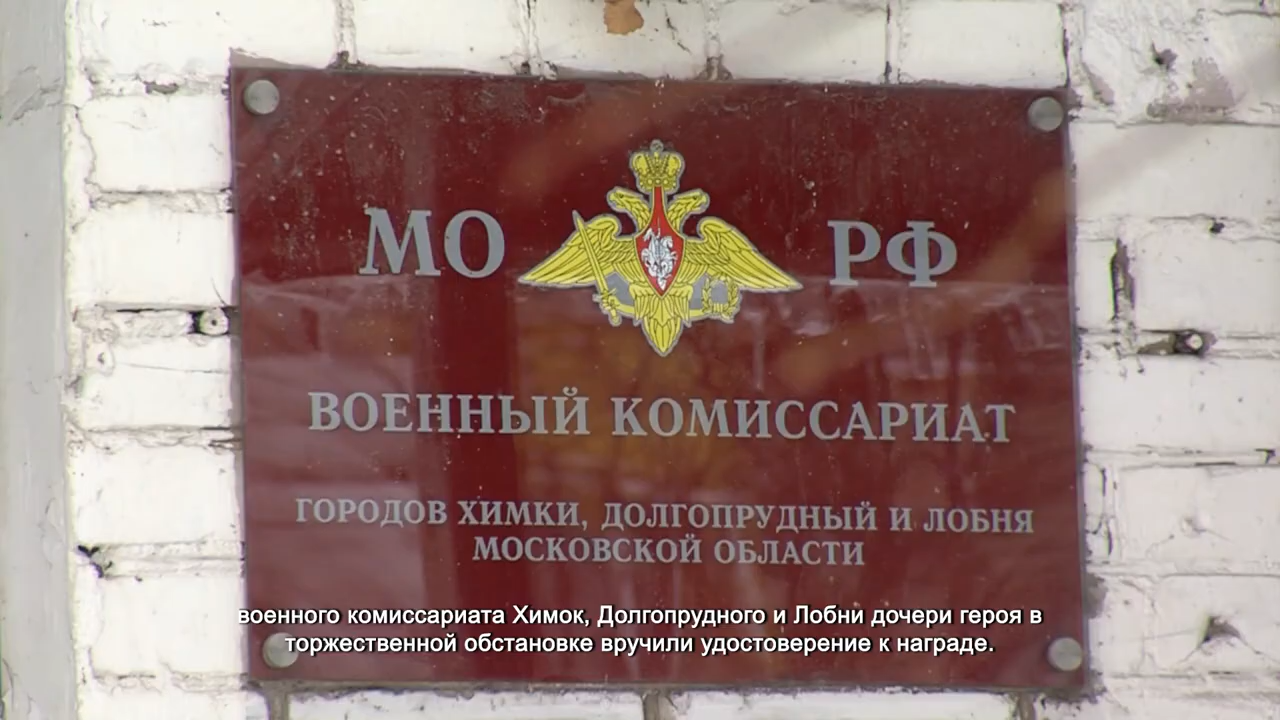 МО РФ
ВОЕННЫЙ КОМИССАРИАТ
ГОРОДОВ ХИМКИ, ДОЛГОПРУДНЫЙ И ЛОБНЯ
МОСКОВСКОЙ ОБЛАСТИ
военного комиссариата Химок, Долгопрудного и Лобни дочери героя в
торжественной обстановке вручили удостоверение к награде.